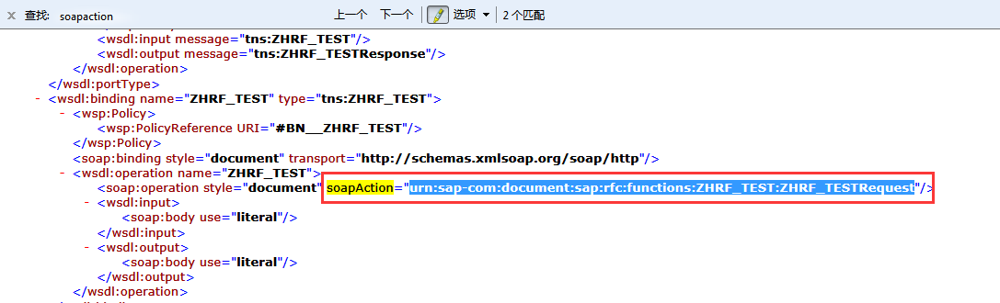 x 查找: soapaction 上一个 下一个 选项 2 个匹配
<wsdl:input message="tns:ZHRF_TEST"/>
<wsdl:output message="tns:ZHRF_TESTResponse"/>
</wsdl:operation>
</wsdl:portType>
- <wsdl:binding name="ZHRF_TEST" type="tns:ZHRF_TEST">
- <wsp:Policy>
<wsp:PolicyReference URI="#BN__ZHRF_TEST"/>
</wsp:Policy>
<soap:binding style="document" transport="http://schemas.xmlsoap.org/soap/http"/>
- <wsdl:operation name="ZHRF_TEST">
<soap:operation style="document" soapAction="urn:sap-com:document:sap:rfc:functions:ZHRF_TEST:ZHRF_TESTRequest"/>
- <wsdl:input>
<soap:body use="literal"/>
</wsdl:input>
- <wsdl:output>
<soap:body use="literal"/>
</wsdl:output>
</wsdl:operation>